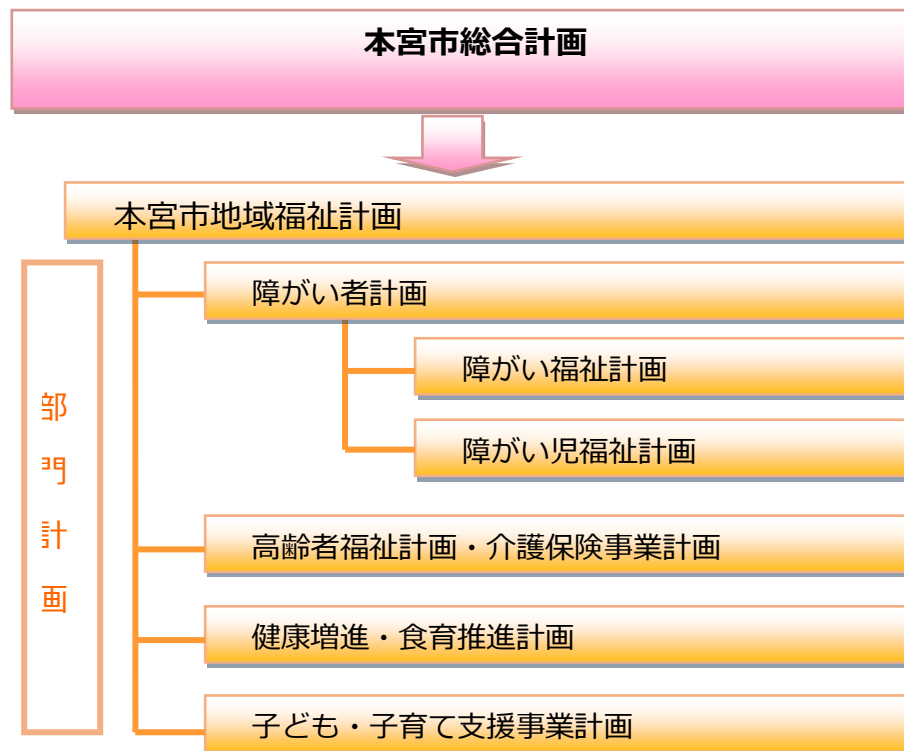 本宮市総合計画
本宮市地域福祉計画
部門計画
障がい者計画
障がい福祉計画
障がい児福祉計画
高齢者福祉計画・介護保険事業計画
健康増進・食育推進計画
子ども・子育て支援事業計画